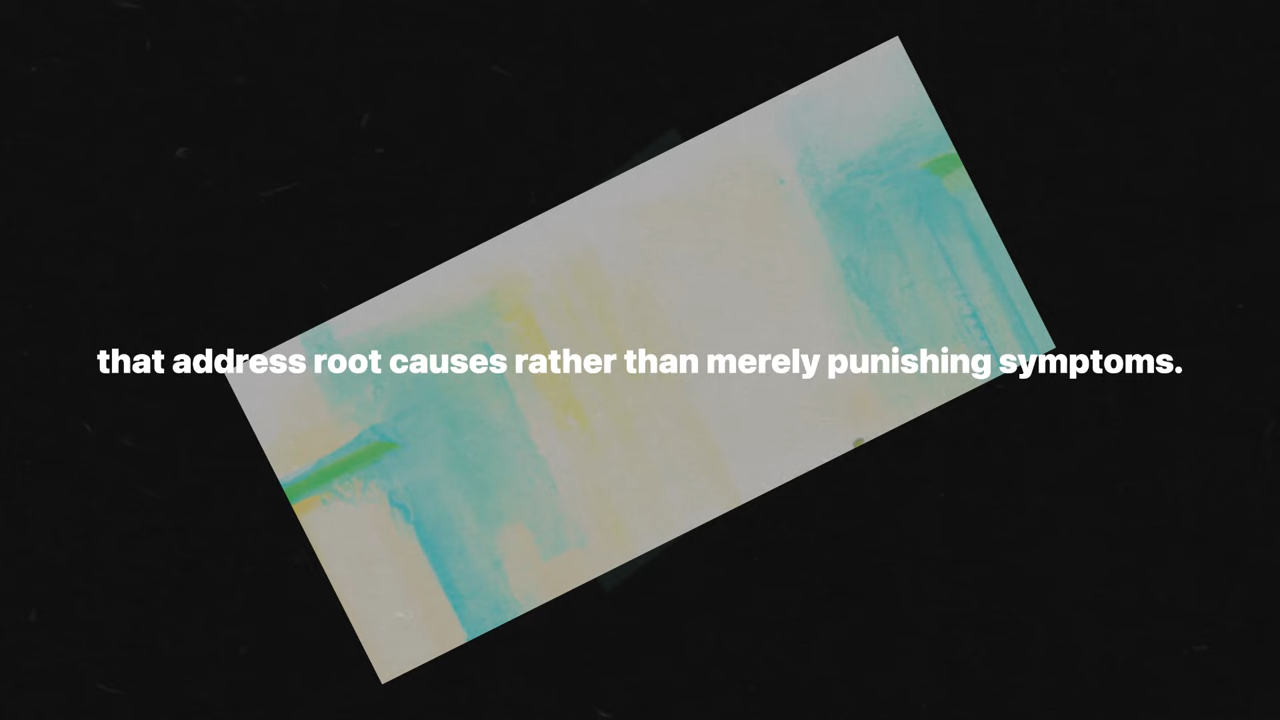 that address root causes rather than merely punishing symptoms.